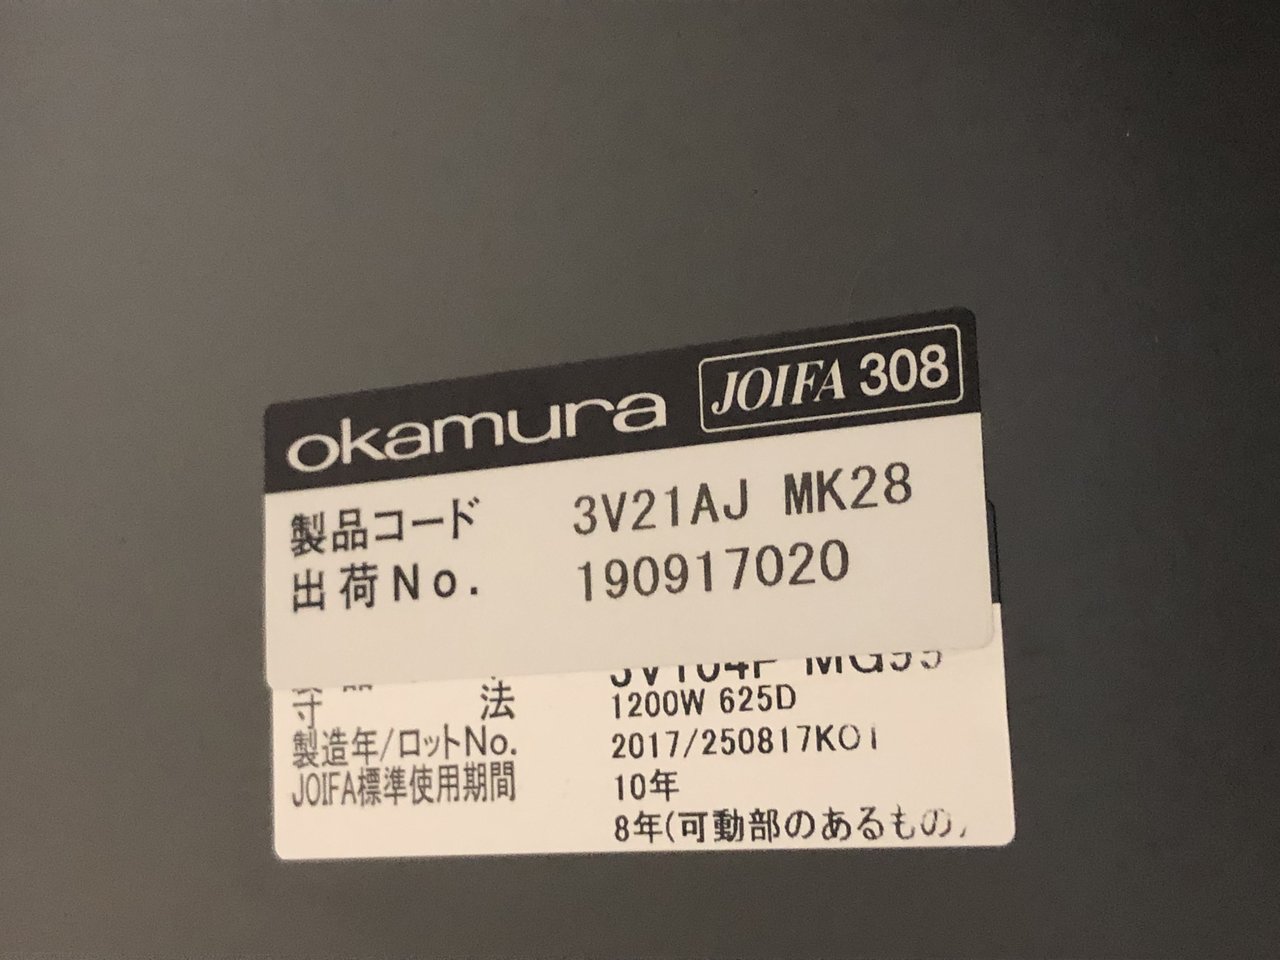 okamura JOIFA 308
製品コード 3V21AJ MK28
出荷No. 190917020
寸 法 1200W 625D
製造年/ロットNo. 2017/250817K01
JOIFA標準使用期間 10年
8年(可動部のあるもの